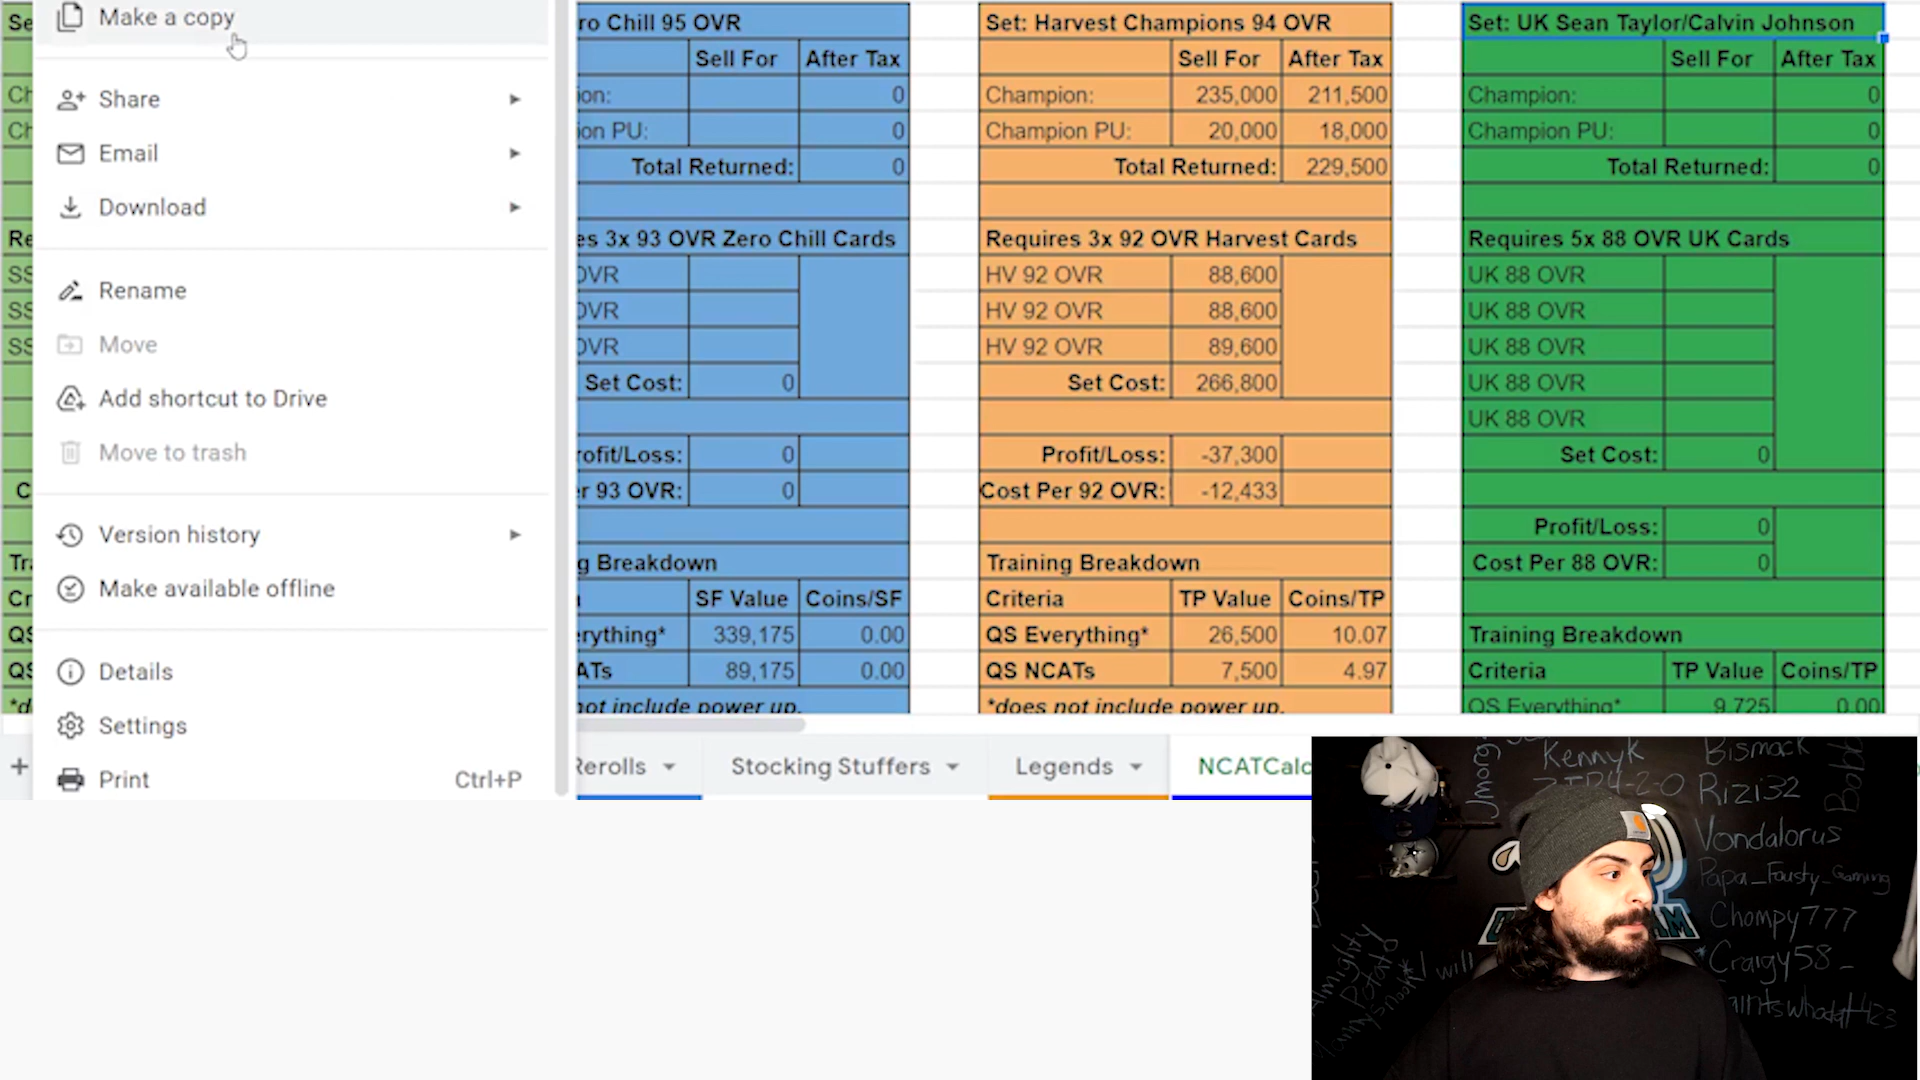 Make a copy
Share
Email
Download
Rename
Move
Add shortcut to Drive
Move to trash
Version history
Make available offline
Details
Settings
Print Ctrl+P
ro Chill 95 OVR
Sell For After Tax
ion: 0
ion PU: 0
Total Returned: 0
es 3x 93 OVR Zero Chill Cards
OVR
OVR
OVR
Set Cost: 0
rofit/Loss: 0
r 93 OVR: 0
g Breakdown
SF Value Coins/SF
erything* 339,175 0.00
ATs 89,175 0.00
not include power up.
Set: Harvest Champions 94 OVR
Sell For After Tax
Champion: 235,000 211,500
Champion PU: 20,000 18,000
Total Returned: 229,500
Requires 3x 92 OVR Harvest Cards
HV 92 OVR 88,600
HV 92 OVR 88,600
HV 92 OVR 89,600
Set Cost: 266,800
Profit/Loss: -37,300
Cost Per 92 OVR: -12,433
Training Breakdown
Criteria TP Value Coins/TP
QS Everything* 26,500 10.07
QS NCATs 7,500 4.97
*does not include power up.
Set: UK Sean Taylor/Calvin Johnson
Sell For After Tax
Champion: 0
Champion PU: 0
Total Returned: 0
Requires 5x 88 OVR UK Cards
UK 88 OVR
UK 88 OVR
UK 88 OVR
UK 88 OVR
UK 88 OVR
Set Cost: 0
Profit/Loss: 0
Cost Per 88 OVR: 0
Training Breakdown
Criteria TP Value Coins/TP
QS Everything* 9,725 0.00
Rerolls
Stocking Stuffers
Legends
NCATCalc
Kennyk
Bismack
Rizi32
Vondalorus
Papa_Fausty_Gaming
Chompy777
Craigy58_
Almighty
Potato
I will